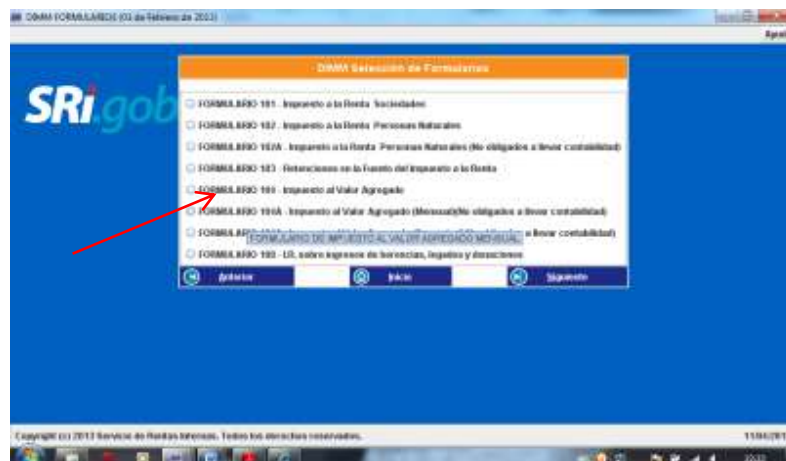 DIMM FORMULARIOS (03 de Febrero de 2013)
DIMM Selección de Formularios
SRi.gob
FORMULARIO 101 - Impuesto a la Renta Sociedades
FORMULARIO 102 - Impuesto a la Renta Personas Naturales
FORMULARIO 102A - Impuesto a la Renta Personas Naturales (No obligados a llevar contabilidad)
FORMULARIO 103 - Retenciones en la Fuente del Impuesto a la Renta
FORMULARIO 104 - Impuesto al Valor Agregado
FORMULARIO 104A - Impuesto al Valor Agregado (Mensual)(No obligados a llevar contabilidad)
a llevar contabilidad)
FORMULARIO DE IMPUESTO AL VALOR AGREGADO MENSUAL
FORMULARIO 108 - I.R. sobre ingresos de herencias, legados y donaciones
Anterior Inicio Siguiente
Copyright (c) 2013 Servicio de Rentas Internas. Todos los derechos reservados.